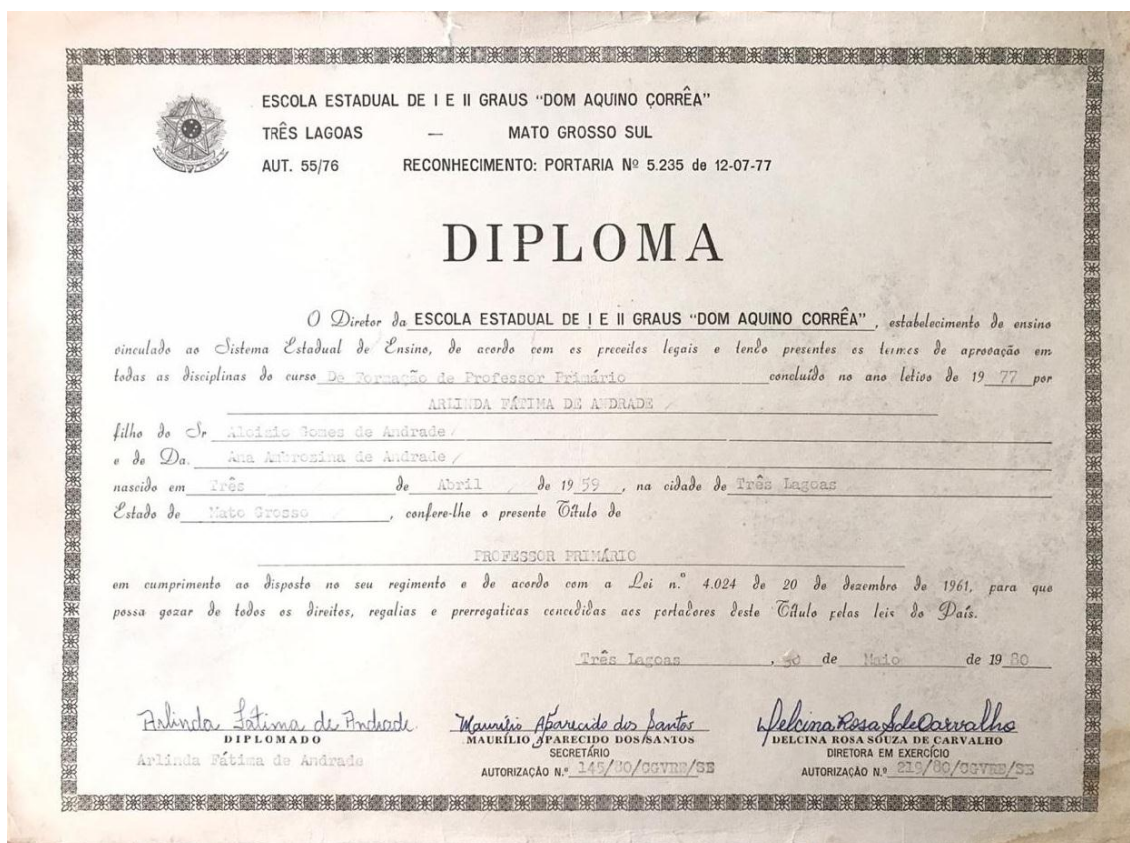 ESCOLA ESTADUAL DE I E II GRAUS "DOM AQUINO CORRÊA"
TRÊS LAGOAS — MATO GROSSO SUL
AUT. 55/76 RECONHECIMENTO: PORTARIA Nº 5.235 de 12-07-77
DIPLOMA
O Diretor da ESCOLA ESTADUAL DE I E II GRAUS "DOM AQUINO CORRÊA", estabelecimento de ensino
vinculado ao Sistema Estadual de Ensino, de acordo com os preceitos legais e tendo presentes os termos de aprovação em
todas as disciplinas do curso De Formação de Professor Primário concluído no ano letivo de 19 77 por
ARLINDA FÁTIMA DE ANDRADE /
filho do Sr Aloisio Gomes de Andrade /
e de Da. Ana Ambrozina de Andrade /
nascido em Três de Abril de 19 59, na cidade de Três Lagoas
Estado de Mato Grosso, confere-lhe o presente Título de
PROFESSOR PRIMÁRIO
em cumprimento ao disposto no seu regimento e de acordo com a Lei n.º 4.024 de 20 de dezembro de 1961, para que
possa gozar de todos os direitos, regalias e prerrogaticas concedidas aos portadores deste Título pelas leis do País.
Três Lagoas, de Maio de 19 80
Arlinda Fatima de Andrade Maurílio Aparecido dos Santos Delcina Rosa S. de Carvalho
DIPLOMADO MAURÍLIO APARECIDO DOS SANTOS DELCINA ROSA SOUZA DE CARVALHO
Arlinda Fátima de Andrade SECRETÁRIO DIRETORA EM EXERCÍCIO
AUTORIZAÇÃO N.º 145/80/CGVRE/SE AUTORIZAÇÃO N.º 219/80/CGVRE/SE